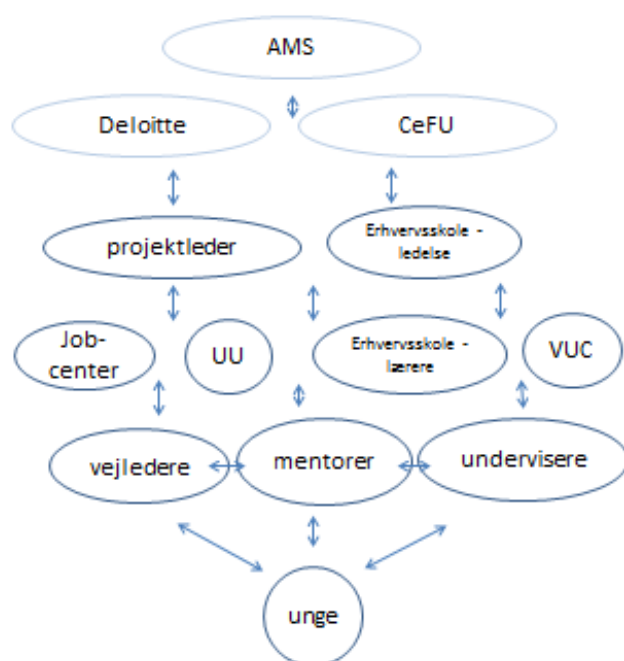 AMS
Deloitte
CeFU
projektleder
Erhvervsskole -
ledelse
Job-
center
UU
Erhvervsskole -
lærere
VUC
vejledere
mentorer
undervisere
unge